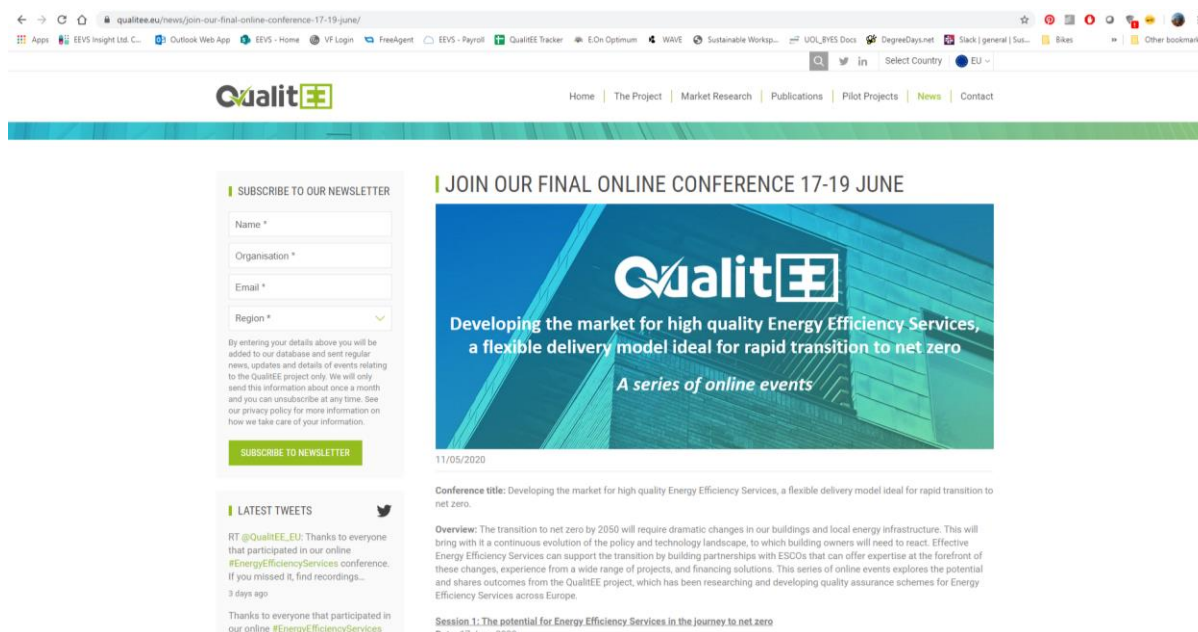 qualitee.eu/news/join-our-final-online-conference-17-19-june/
Apps EEVS Insight Ltd. C... Outlook Web App EEVS - Home VF Login FreeAgent EEVS - Payroll QualitEE Tracker E.On Optimum WAVE Sustainable Worksp... UOL_BYES Docs DegreeDays.net Slack | general | Sus... Bikes » Other bookmark
in Select Country EU
QualitEE
Home | The Project | Market Research | Publications | Pilot Projects | News | Contact
SUBSCRIBE TO OUR NEWSLETTER
Name *
Organisation *
Email *
Region *
By entering your details above you will be
added to our database and sent regular
news, updates and details of events relating
to the QualitEE project only. We will only
send this information about once a month
and you can unsubscribe at any time. See
our privacy policy for more information on
how we take care of your information.
SUBSCRIBE TO NEWSLETTER
LATEST TWEETS
RT @QualitEE_EU: Thanks to everyone
that participated in our online
#EnergyEfficiencyServices conference.
If you missed it, find recordings...
3 days ago
Thanks to everyone that participated in
our online #EnergyEfficiencyServices
JOIN OUR FINAL ONLINE CONFERENCE 17-19 JUNE
QualitEE
Developing the market for high quality Energy Efficiency Services,
a flexible delivery model ideal for rapid transition to net zero
A series of online events
11/05/2020
Conference title: Developing the market for high quality Energy Efficiency Services, a flexible delivery model ideal for rapid transition to
net zero.
Overview: The transition to net zero by 2050 will require dramatic changes in our buildings and local energy infrastructure. This will
bring with it a continuous evolution of the policy and technology landscape, to which building owners will need to react. Effective
Energy Efficiency Services can support the transition by building partnerships with ESCOs that can offer expertise at the forefront of
these changes, experience from a wide range of projects, and financing solutions. This series of online events explores the potential
and shares outcomes from the QualitEE project, which has been researching and developing quality assurance schemes for Energy
Efficiency Services across Europe.
Session 1: The potential for Energy Efficiency Services in the journey to net zero